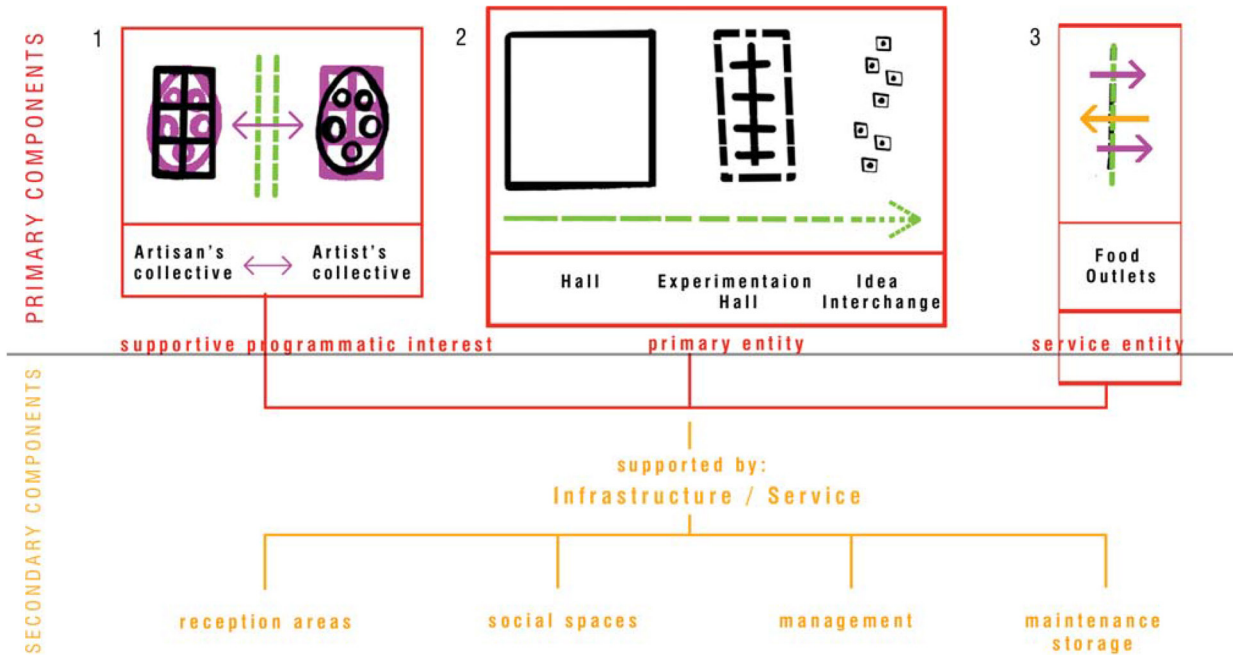 PRIMARY COMPONENTS
1
Artisan's
collective
Artist's
collective
supportive programmatic interest
2
Hall
Experimentaion
Hall
Idea
Interchange
primary entity
3
Food
Outlets
service entity
SECONDARY COMPONENTS
supported by:
Infrastructure / Service
reception areas
social spaces
management
maintenance
storage